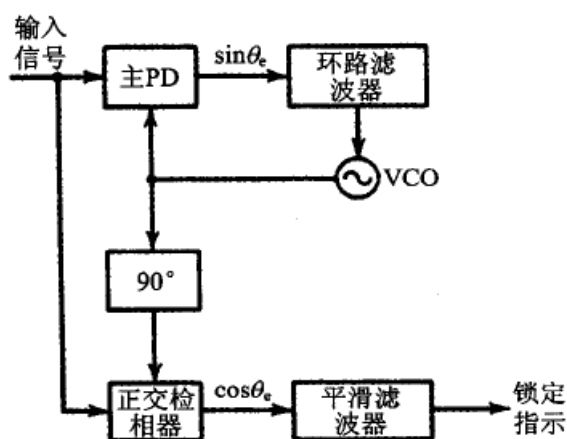 输入
信号
主PD
sinθe
环路滤
波器
VCO
90°
正交检
相器
cosθe
平滑滤
波器
锁定
指示